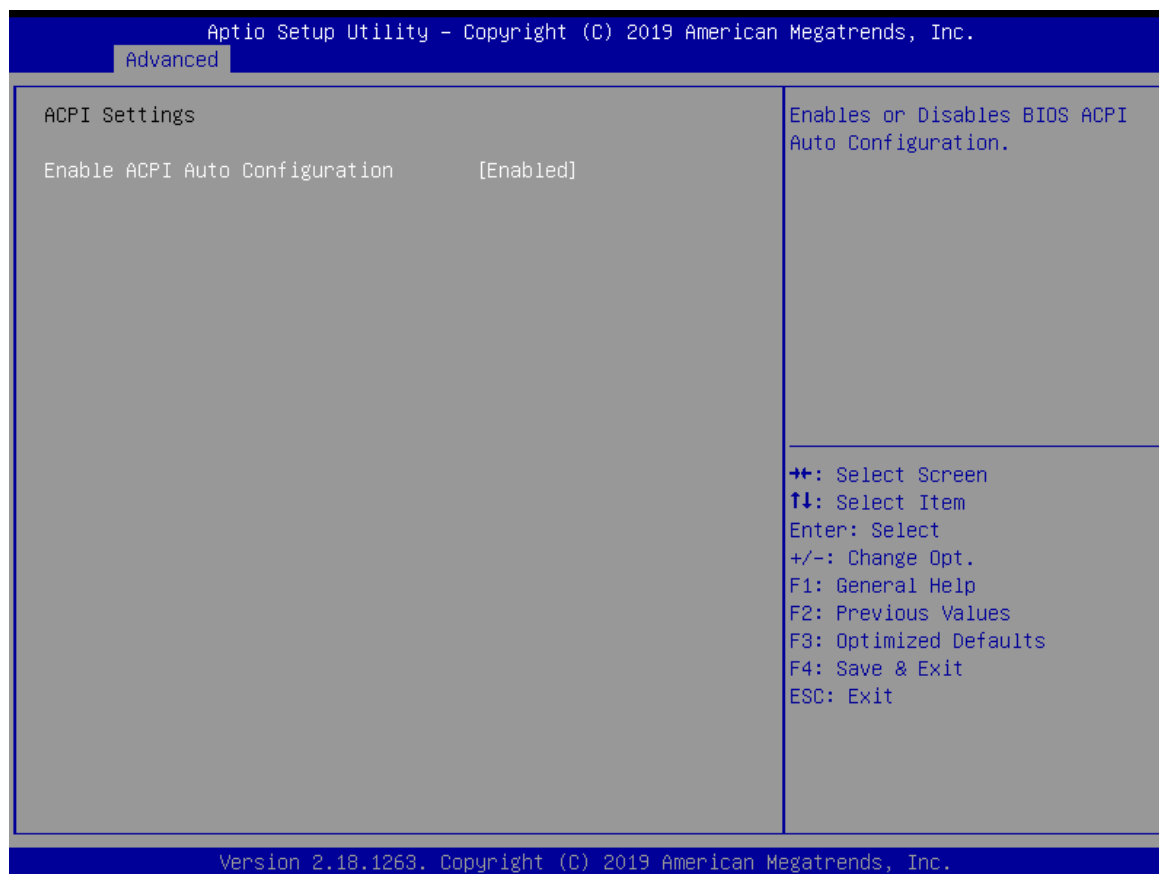 Aptio Setup Utility – Copyright (C) 2019 American Megatrends, Inc.
Advanced
ACPI Settings
Enable ACPI Auto Configuration [Enabled]
Enables or Disables BIOS ACPI
Auto Configuration.
→←: Select Screen
↑↓: Select Item
Enter: Select
+/-: Change Opt.
F1: General Help
F2: Previous Values
F3: Optimized Defaults
F4: Save & Exit
ESC: Exit
Version 2.18.1263. Copyright (C) 2019 American Megatrends, Inc.